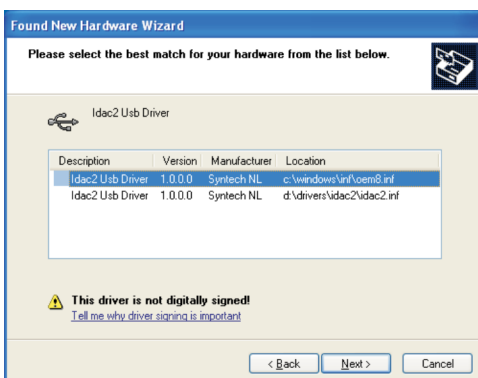 Found New Hardware Wizard
Please select the best match for your hardware from the list below.
Idac2 Usb Driver
Description Version Manufacturer Location
Idac2 Usb Driver 1.0.0.0 Syntech NL c:\windows\inf\oem8.inf
Idac2 Usb Driver 1.0.0.0 Syntech NL d:\drivers\idac2\idac2.inf
This driver is not digitally signed!
Tell me why driver signing is important
< Back Next > Cancel